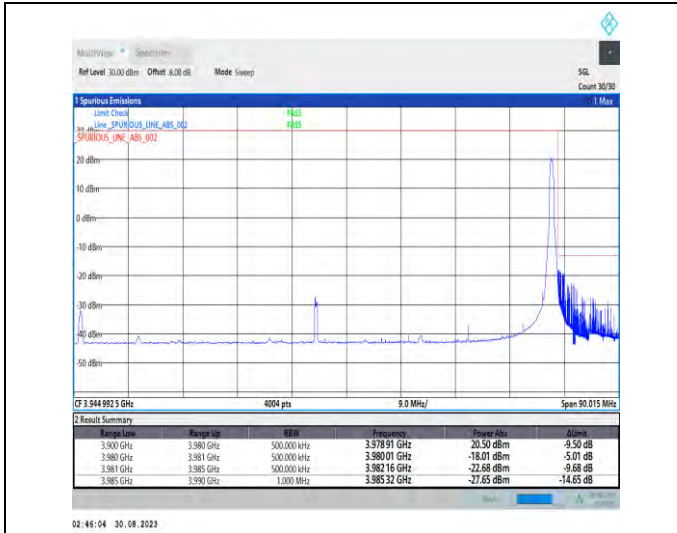 MultiView Spectrum
Ref Level 30.00 dBm Offset 8.08 dB Mode Sweep SGL
Count 30/30
1 Spurious Emissions 1 Max
Limit Check PASS
Line _SPURIOUS_LINE_ABS_002 PASS
_SPURIOUS_LINE_ABS_002
20 dBm
10 dBm
0 dBm
-10 dBm
-20 dBm
-30 dBm
-40 dBm
-50 dBm
CF 3.944 992 5 GHz 4004 pts 9.0 MHz/ Span 90.015 MHz
2 Result Summary
Range Low Range Up RBW Frequency Power Abs ΔLimit
3.900 GHz 3.980 GHz 500.000 kHz 3.978 91 GHz 20.50 dBm -9.50 dB
3.980 GHz 3.981 GHz 500.000 kHz 3.980 01 GHz -18.01 dBm -5.01 dB
3.981 GHz 3.985 GHz 500.000 kHz 3.982 16 GHz -22.68 dBm -9.68 dB
3.985 GHz 3.990 GHz 1.000 MHz 3.985 32 GHz -27.65 dBm -14.65 dB
02:46:04 30.08.2023